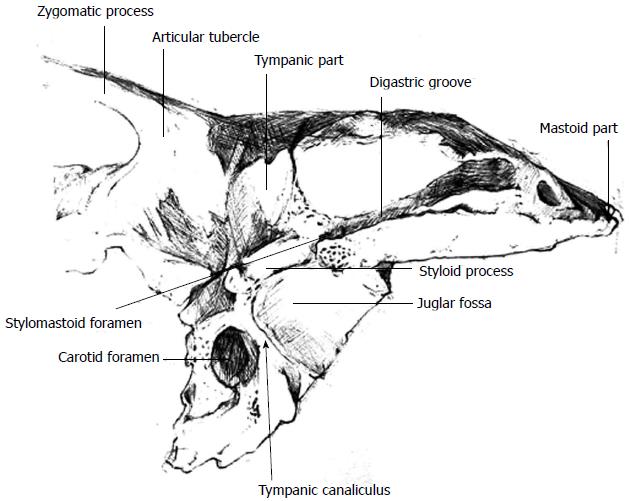 Zygomatic process
Articular tubercle
Tympanic part
Digastric groove
Mastoid part
Styloid process
Juglar fossa
Stylomastoid foramen
Carotid foramen
Tympanic canaliculus